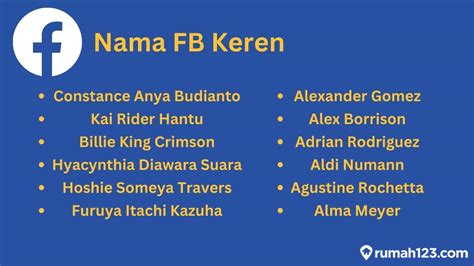 Nama FB Keren
Constance Anya Budianto
Kai Rider Hantu
Billie King Crimson
Hyacynthia Diawara Suara
Hoshie Someya Travers
Furuya Itachi Kazuha
Alexander Gomez
Alex Borrison
Adrian Rodriguez
Aldi Numann
Agustine Rochetta
Alma Meyer
rumah123.com